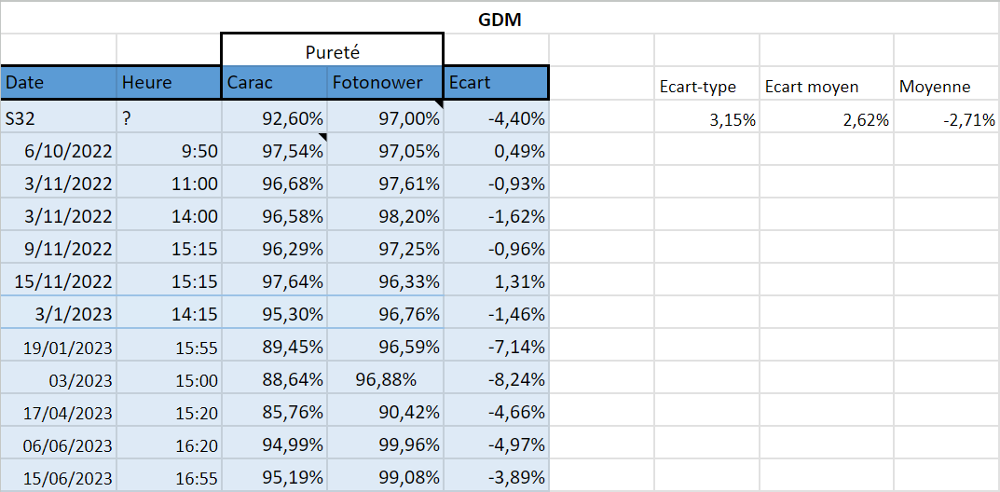 GDM
Pureté
Date Heure Carac Fotonower Ecart Ecart-type Ecart moyen Moyenne
S32 ? 92,60% 97,00% -4,40% 3,15% 2,62% -2,71%
6/10/2022 9:50 97,54% 97,05% 0,49%
3/11/2022 11:00 96,68% 97,61% -0,93%
3/11/2022 14:00 96,58% 98,20% -1,62%
9/11/2022 15:15 96,29% 97,25% -0,96%
15/11/2022 15:15 97,64% 96,33% 1,31%
3/1/2023 14:15 95,30% 96,76% -1,46%
19/01/2023 15:55 89,45% 96,59% -7,14%
03/2023 15:00 88,64% 96,88% -8,24%
17/04/2023 15:20 85,76% 90,42% -4,66%
06/06/2023 16:20 94,99% 99,96% -4,97%
15/06/2023 16:55 95,19% 99,08% -3,89%